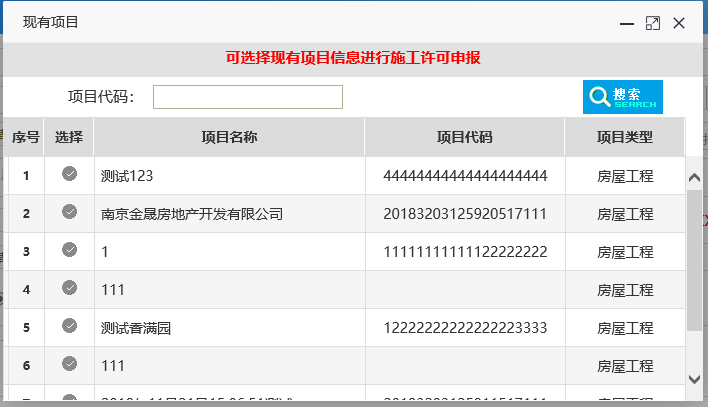 现有项目
可选择现有项目信息进行施工许可申报
项目代码： 搜索 SEARCH
序号 选择 项目名称 项目代码 项目类型
1 测试123 44444444444444444444 房屋工程
2 南京金晟房地产开发有限公司 20183203125920517111 房屋工程
3 1 11111111111122222222 房屋工程
4 111 房屋工程
5 测试香满园 12222222222222223333 房屋工程
6 111 房屋工程